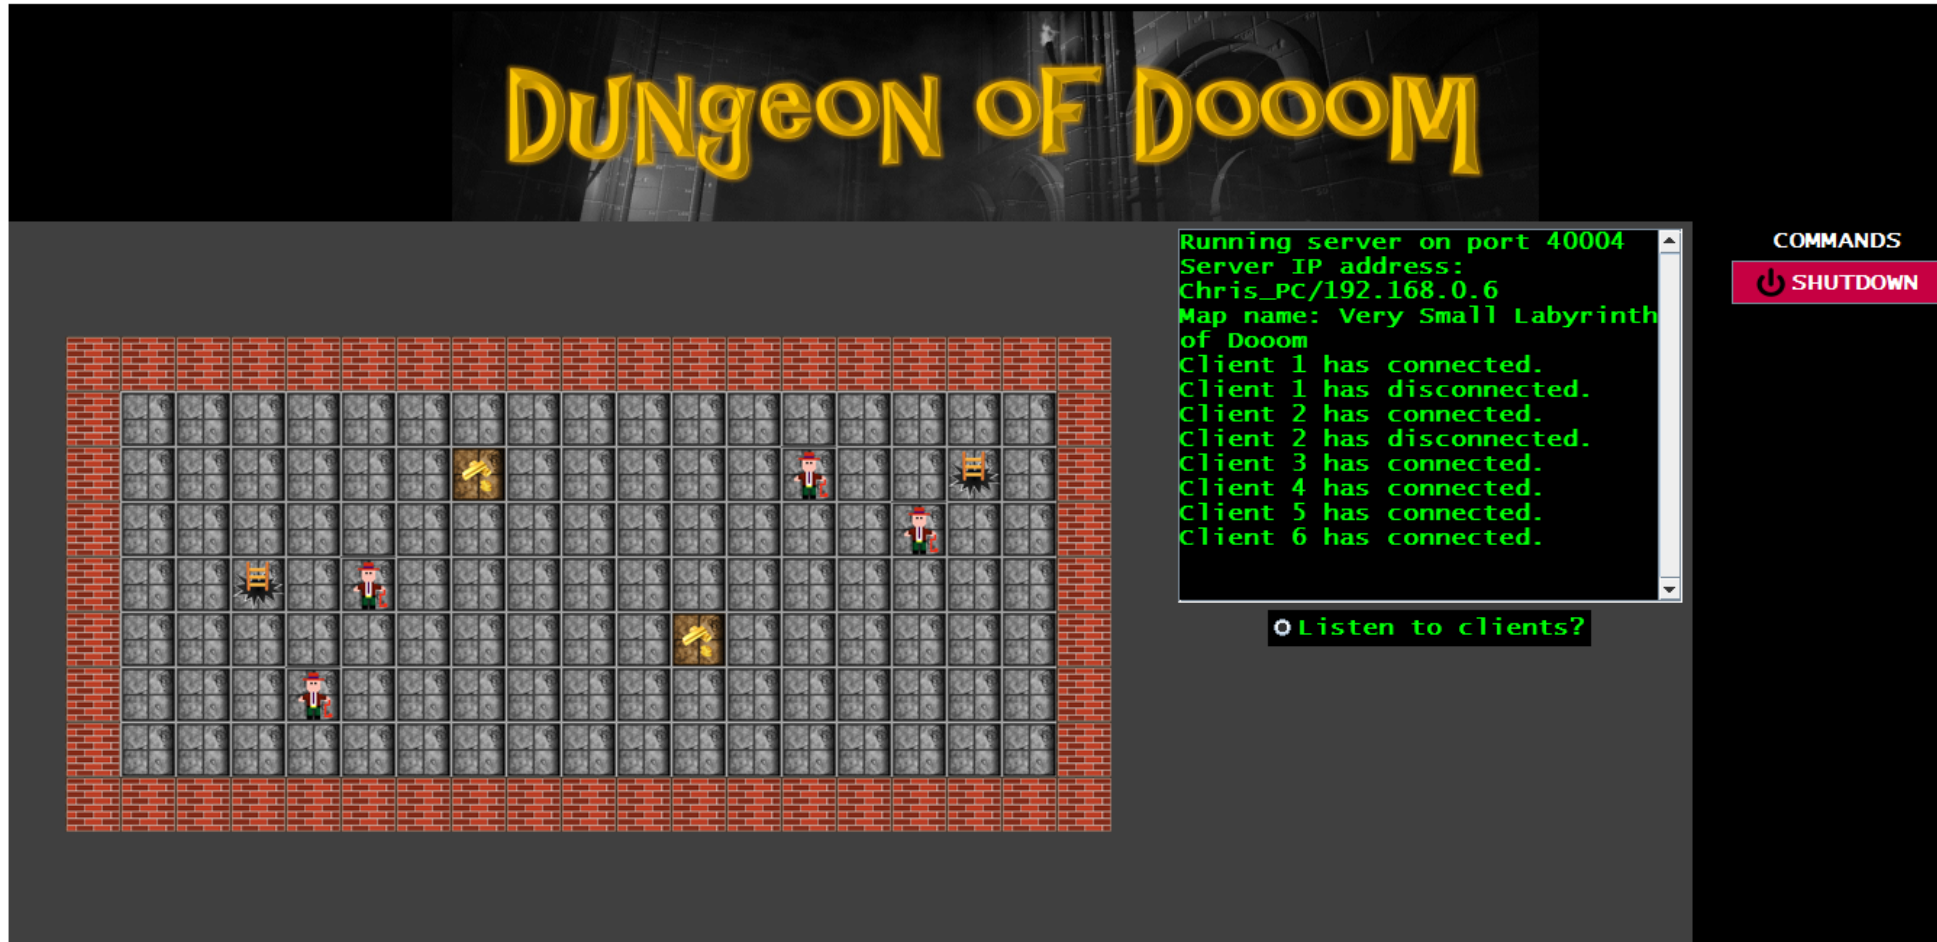 DUNgeON OF DOOOM
Running server on port 40004
Server IP address:
Chris_PC/192.168.0.6
Map name: Very Small Labyrinth
of Dooom
Client 1 has connected.
Client 1 has disconnected.
Client 2 has connected.
Client 2 has disconnected.
Client 3 has connected.
Client 4 has connected.
Client 5 has connected.
Client 6 has connected.
Listen to clients?
COMMANDS
SHUTDOWN